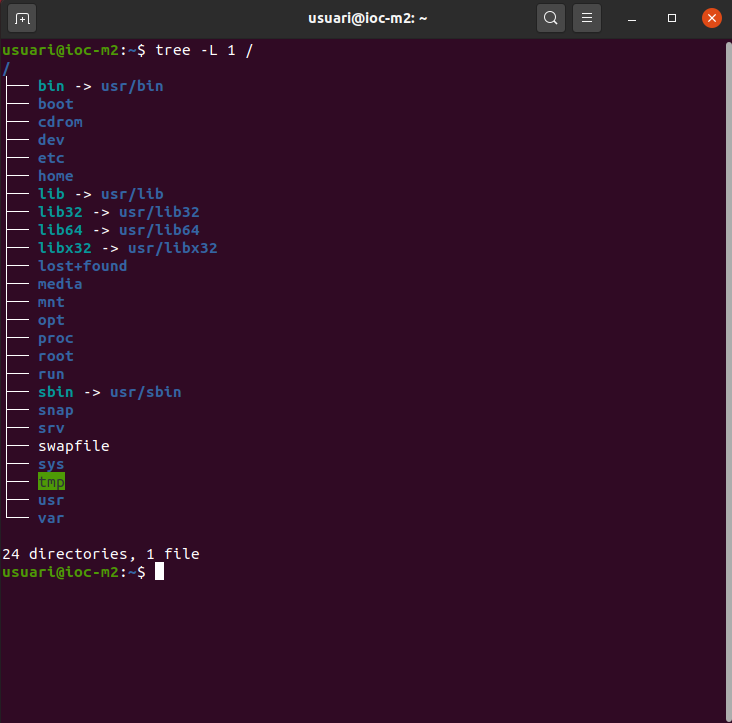 usuari@ioc-m2: ~
usuari@ioc-m2:~$ tree -L 1 /
/
├── bin -> usr/bin
├── boot
├── cdrom
├── dev
├── etc
├── home
├── lib -> usr/lib
├── lib32 -> usr/lib32
├── lib64 -> usr/lib64
├── libx32 -> usr/libx32
├── lost+found
├── media
├── mnt
├── opt
├── proc
├── root
├── run
├── sbin -> usr/sbin
├── snap
├── srv
├── swapfile
├── sys
├── tmp
├── usr
└── var

24 directories, 1 file
usuari@ioc-m2:~$